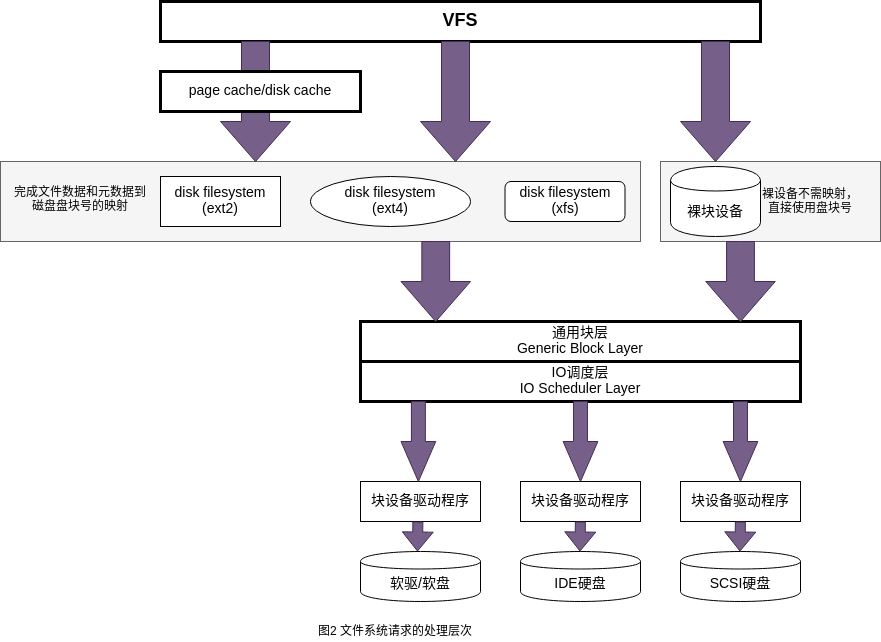 VFS
page cache/disk cache
完成文件数据和元数据到
磁盘盘块号的映射
disk filesystem
(ext2)
disk filesystem
(ext4)
disk filesystem
(xfs)
裸块设备
裸设备不需映射，
直接使用盘块号
通用块层
Generic Block Layer
IO调度层
IO Scheduler Layer
块设备驱动程序
块设备驱动程序
块设备驱动程序
软驱/软盘
IDE硬盘
SCSI硬盘
图2 文件系统请求的处理层次